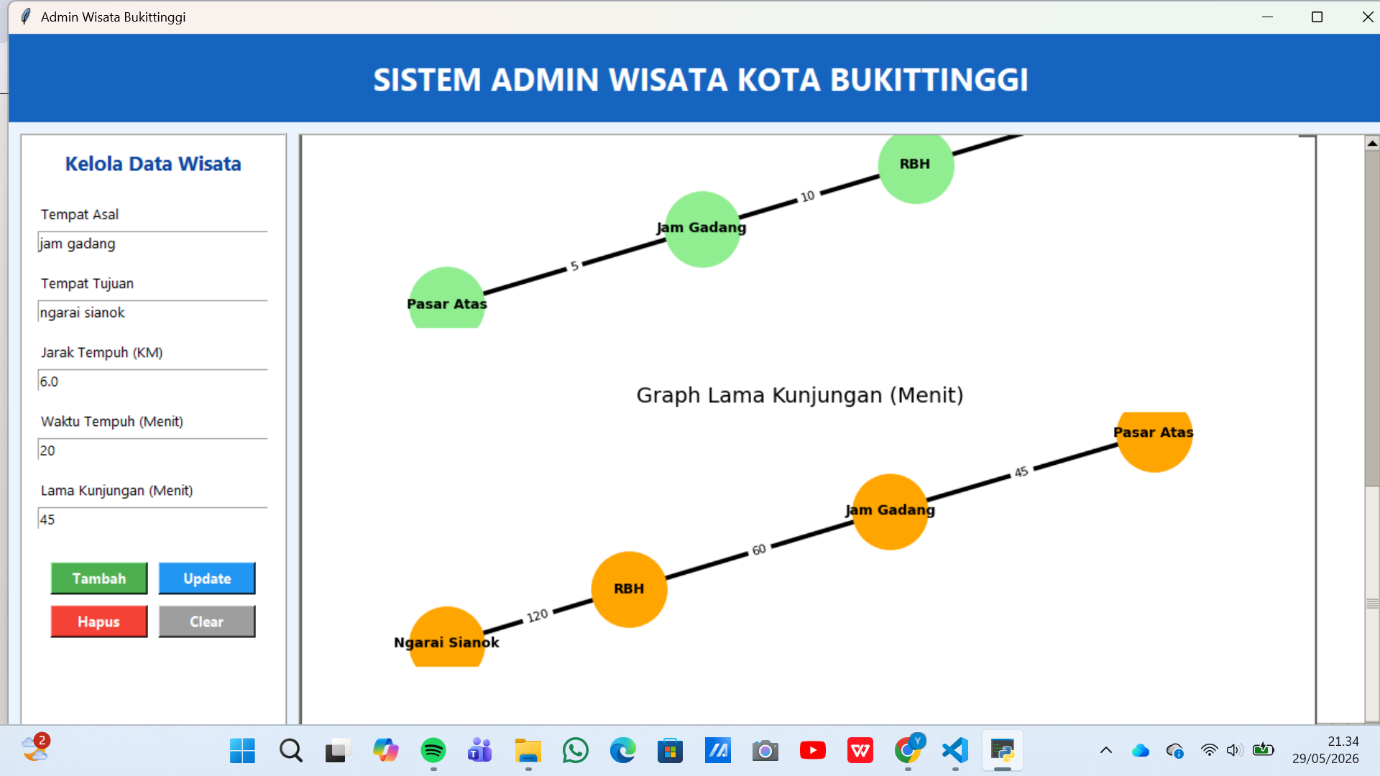 Admin Wisata Bukittinggi
SISTEM ADMIN WISATA KOTA BUKITTINGGI
Kelola Data Wisata
Tempat Asal
jam gadang
Tempat Tujuan
ngarai sianok
Jarak Tempuh (KM)
6.0
Waktu Tempuh (Menit)
20
Lama Kunjungan (Menit)
45
Tambah
Update
Hapus
Clear
RBH
10
Jam Gadang
5
Pasar Atas
Graph Lama Kunjungan (Menit)
Pasar Atas
45
Jam Gadang
60
RBH
120
Ngarai Sianok
2
Y
21.34
29/05/2026